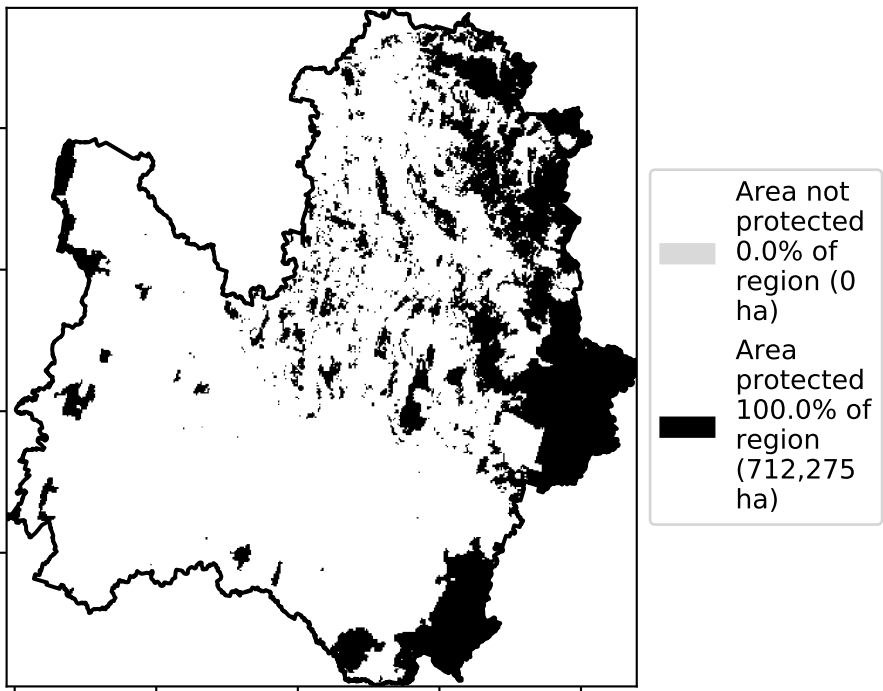 Area not
protected
0.0% of
region (0
ha)
Area
protected
100.0% of
region
(712,275
ha)